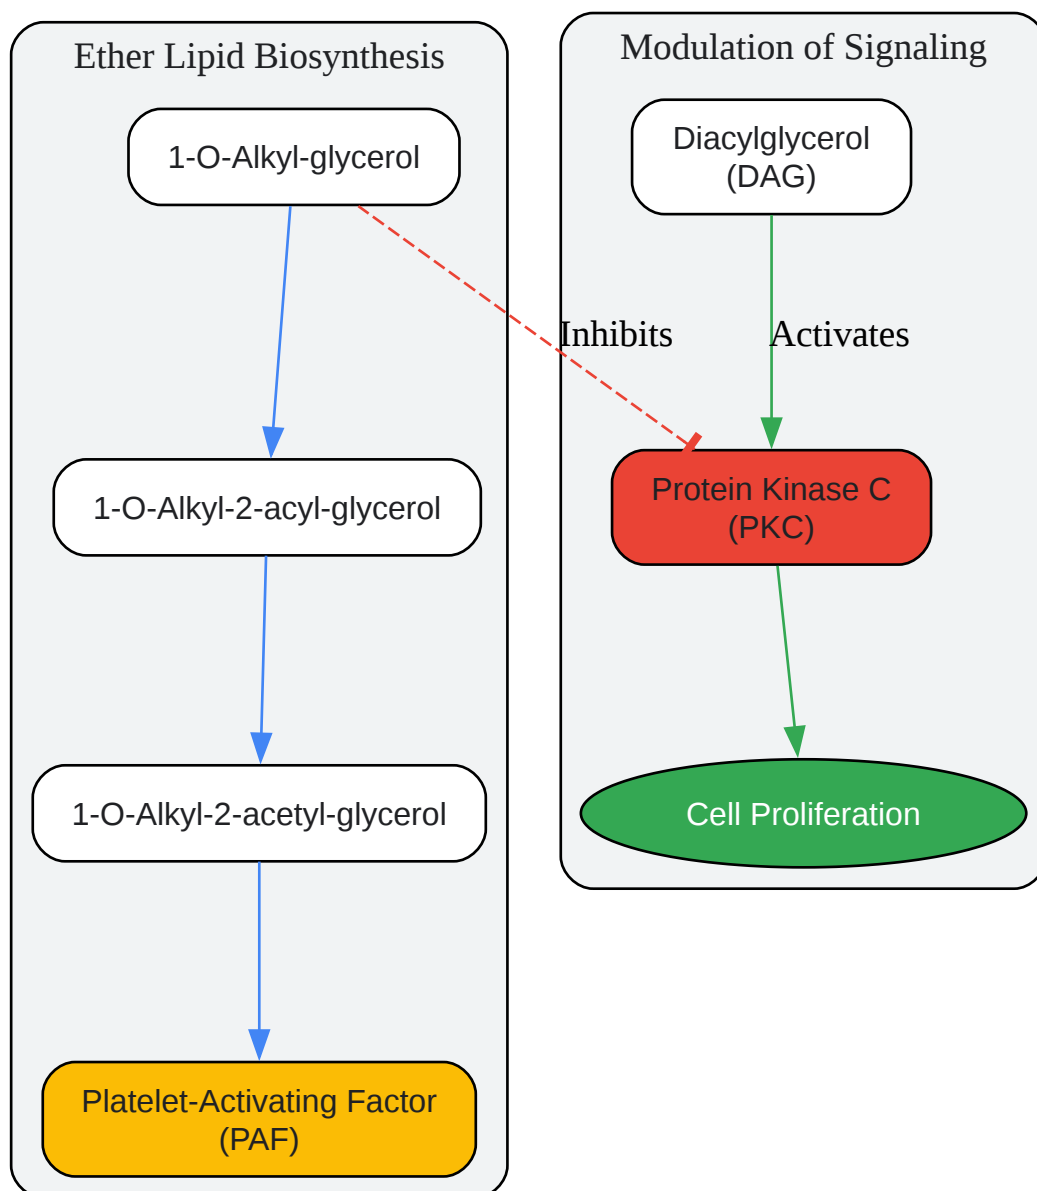 Ether Lipid Biosynthesis
1-O-Alkyl-glycerol
1-O-Alkyl-2-acyl-glycerol
1-O-Alkyl-2-acetyl-glycerol
Platelet-Activating Factor
(PAF)
Modulation of Signaling
Diacylglycerol
(DAG)
Inhibits
Activates
Protein Kinase C
(PKC)
Cell Proliferation